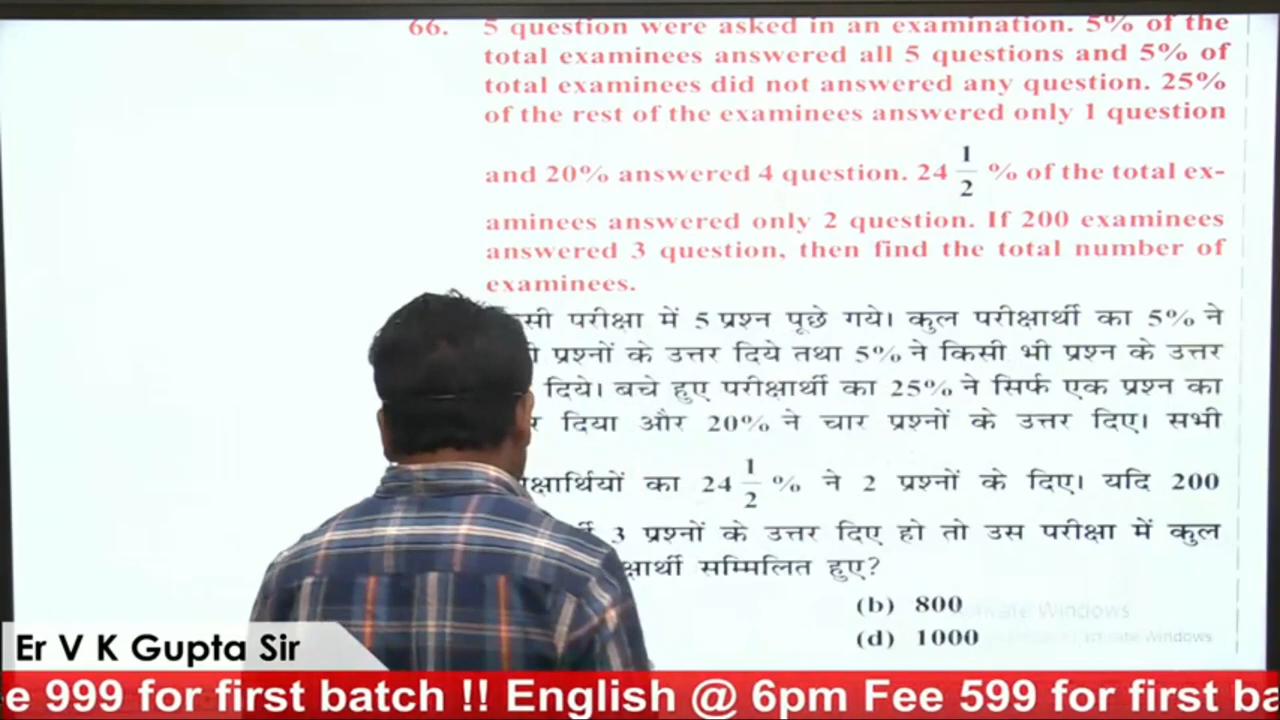 66. 5 question were asked in an examination. 5% of the
total examinees answered all 5 questions and 5% of
total examinees did not answered any question. 25%
of the rest of the examinees answered only 1 question
and 20% answered 4 question. 24 1/2 % of the total ex-
aminees answered only 2 question. If 200 examinees
answered 3 question, then find the total number of
examinees.
परीक्षा में 5 प्रश्न पूछे गये। कुल परीक्षार्थी का 5% ने
प्रश्नों के उत्तर दिये तथा 5% ने किसी भी प्रश्न के उत्तर
दिये। बचे हुए परीक्षार्थी का 25% ने सिर्फ एक प्रश्न का
दिया और 20% ने चार प्रश्नों के उत्तर दिए। सभी
का 24 1/2 % ने 2 प्रश्नों के दिए। यदि 200
3 प्रश्नों के उत्तर दिए हो तो उस परीक्षा में कुल
सम्मिलित हुए?
(b) 800
(d) 1000
Er V K Gupta Sir
e 999 for first batch !! English @ 6pm Fee 599 for first ba